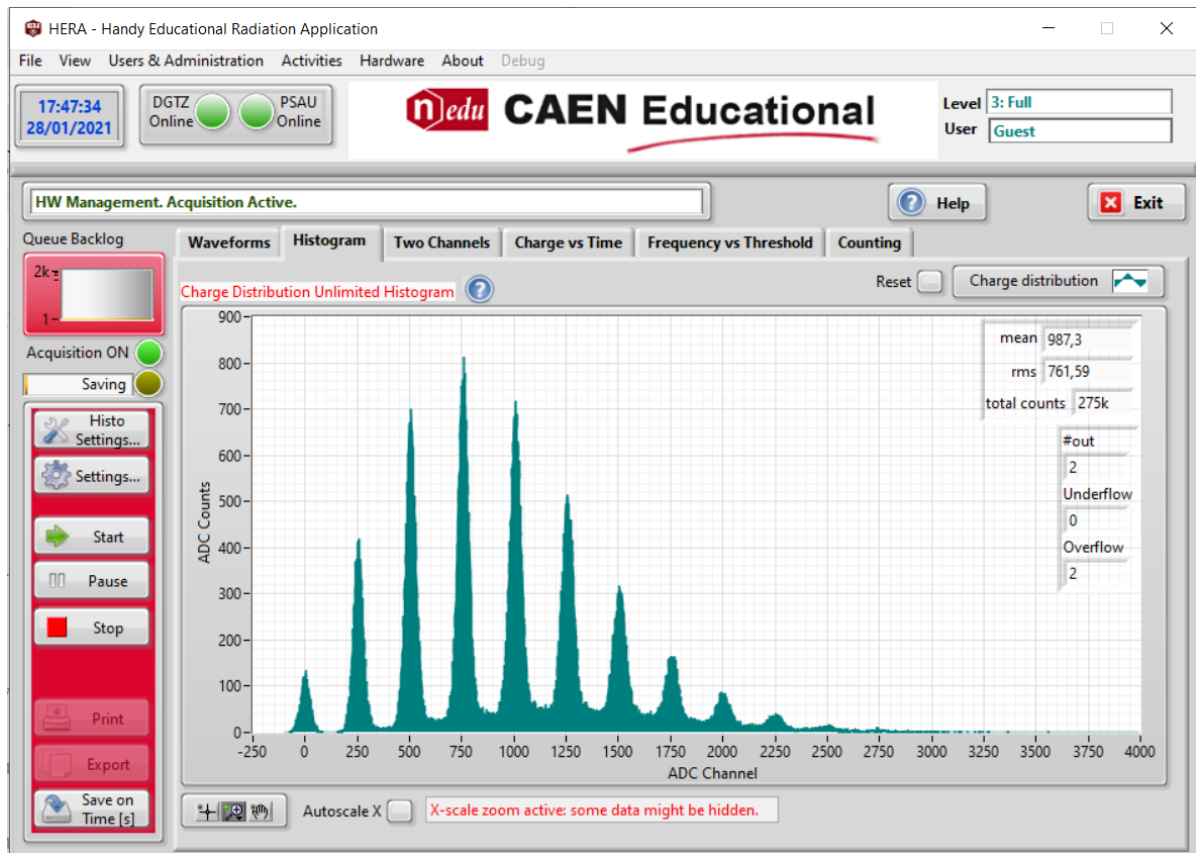 HERA - Handy Educational Radiation Application
File View Users & Administration Activities Hardware About Debug
17:47:34
28/01/2021
DGTZ
Online
PSAU
Online
n edu CAEN Educational
Level 3: Full
User Guest
HW Management. Acquisition Active.
Help
Exit
Queue Backlog
2k
1
Acquisition ON
Saving
Histo
Settings...
Settings...
Start
Pause
Stop
Print
Export
Save on
Time [s]
Waveforms Histogram Two Channels Charge vs Time Frequency vs Threshold Counting
Charge Distribution Unlimited Histogram
Reset
Charge distribution
900
800
700
600
500
400
300
200
100
0
ADC Counts
mean 987,3
rms 761,59
total counts 275k
#out
2
Underflow
0
Overflow
2
-250 0 250 500 750 1000 1250 1500 1750 2000 2250 2500 2750 3000 3250 3500 3750 4000
ADC Channel
Autoscale X
X-scale zoom active: some data might be hidden.